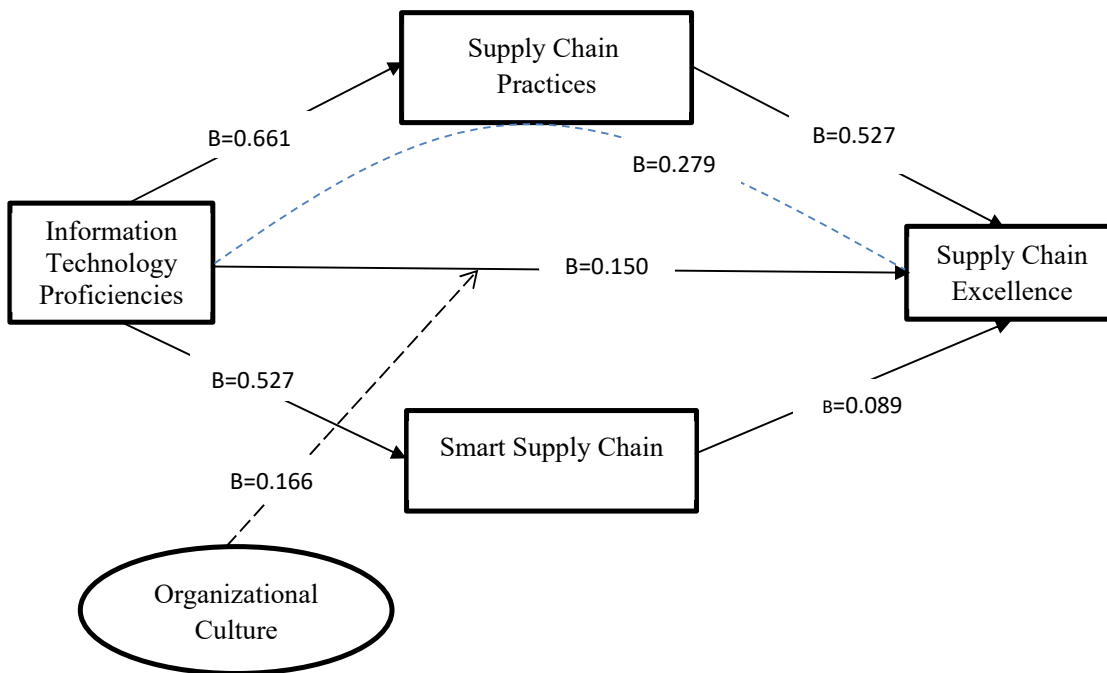 Supply Chain
Practices
B=0.661
B=0.527
B=0.279
Information
Technology
Proficiencies
B=0.150
Supply Chain
Excellence
B=0.527
B=0.089
Smart Supply Chain
B=0.166
Organizational
Culture